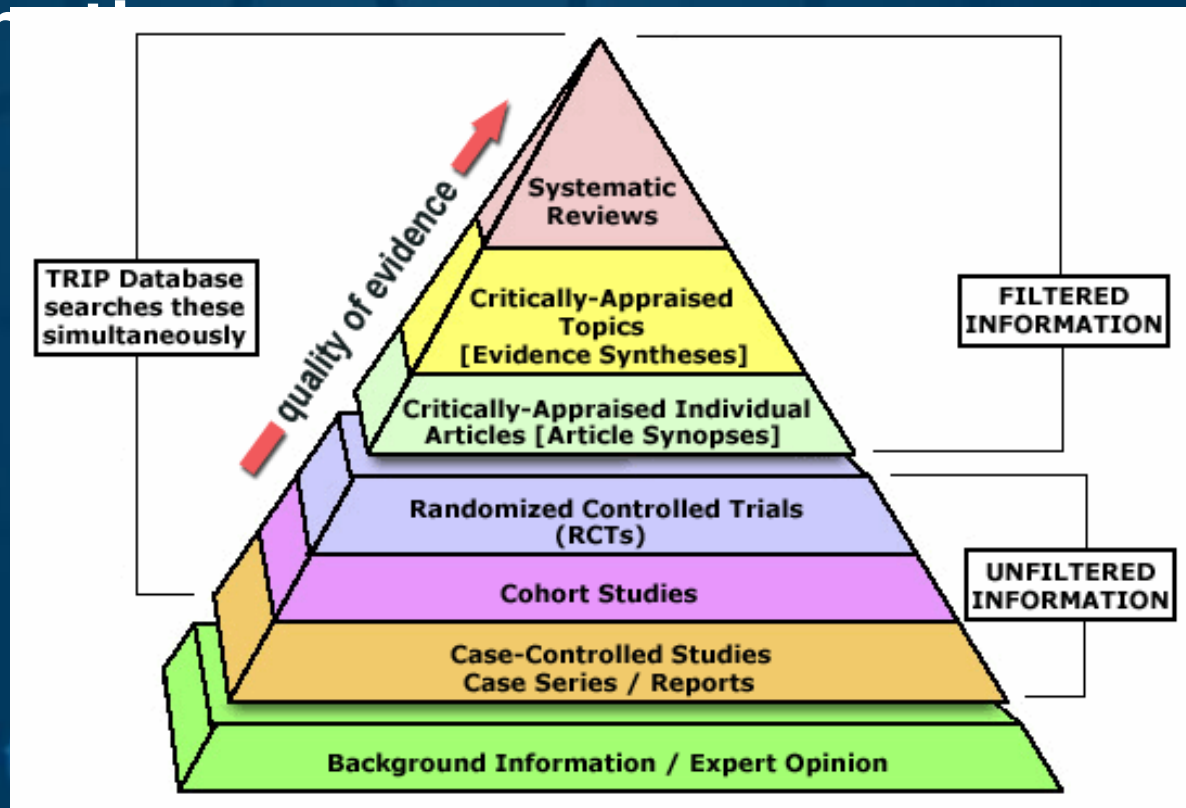 Systematic
Reviews
TRIP Database
searches these
simultaneously
quality of evidence
FILTERED
INFORMATION
Critically-Appraised
Topics
[Evidence Syntheses]
Critically-Appraised Individual
Articles [Article Synopses]
Randomized Controlled Trials
(RCTs)
UNFILTERED
INFORMATION
Cohort Studies
Case-Controlled Studies
Case Series / Reports
Background Information / Expert Opinion